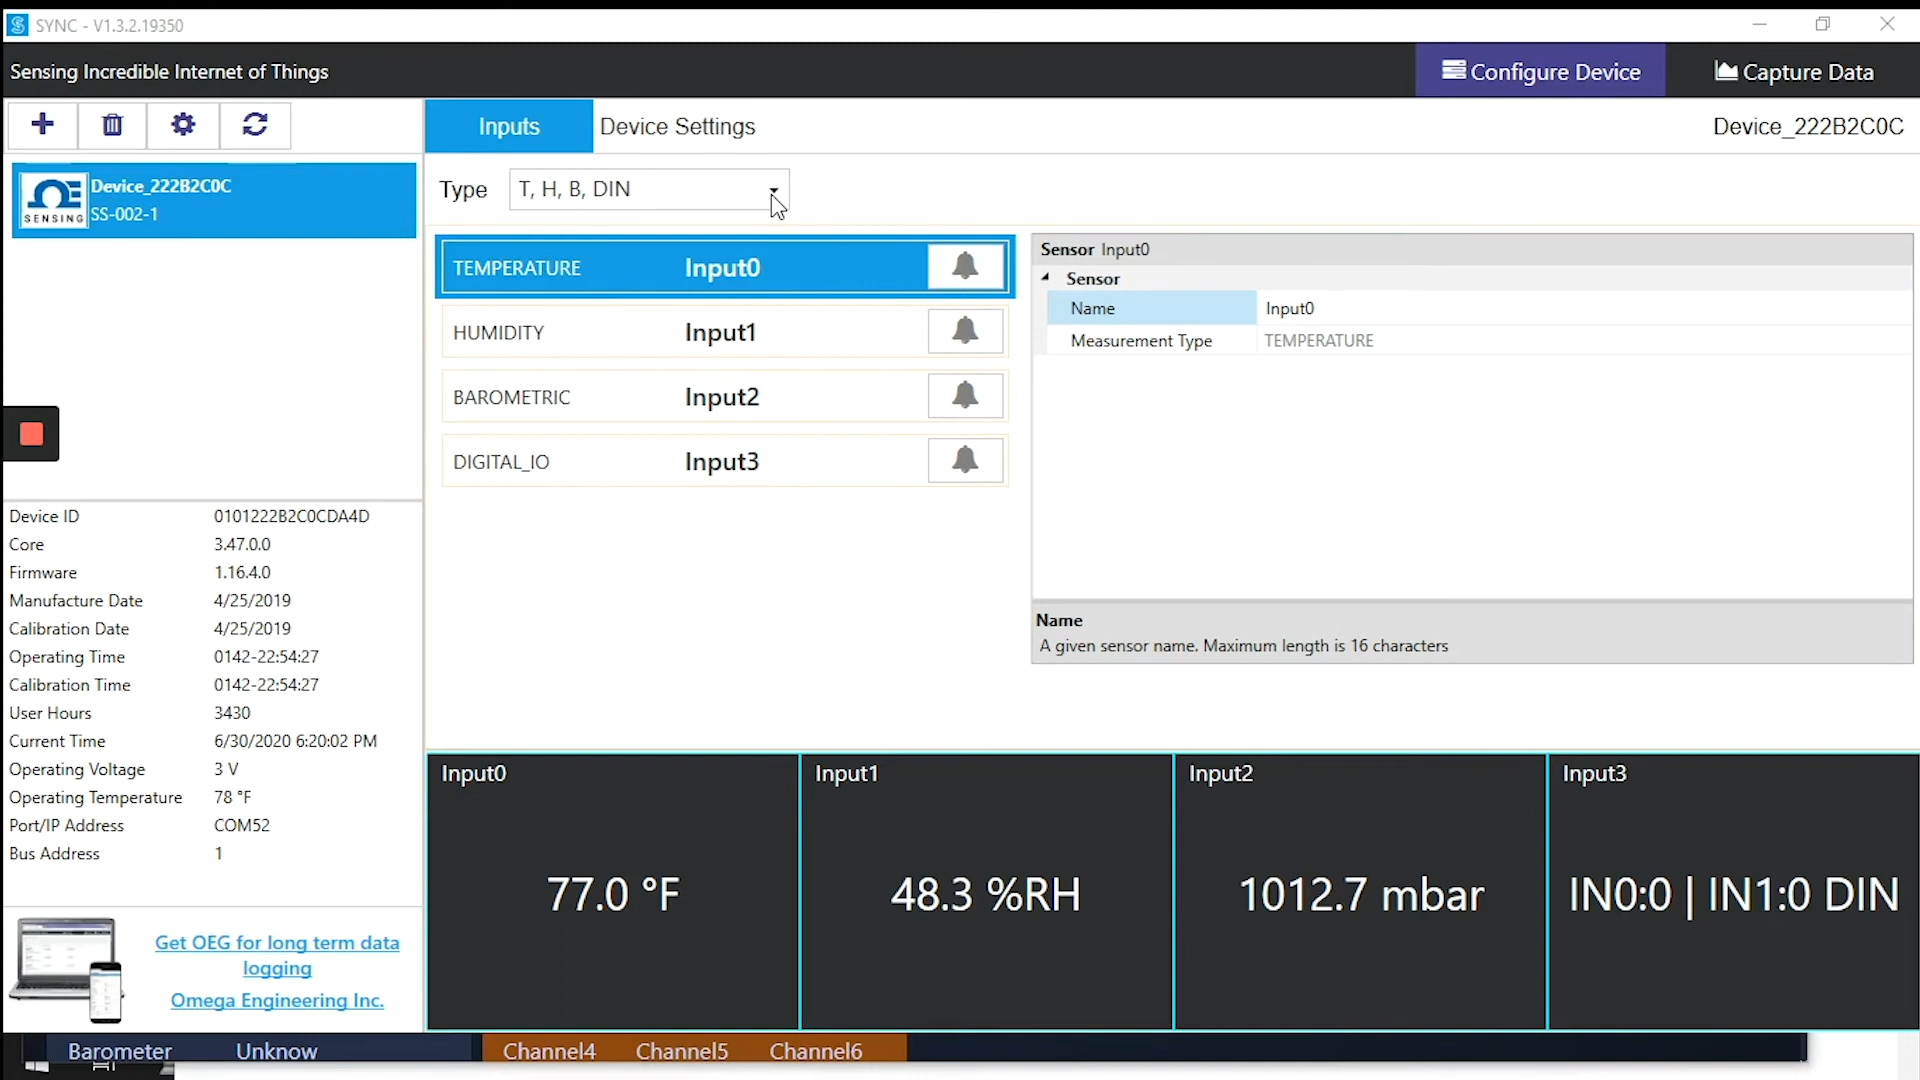 SYNC - V1.3.2.19350
Sensing Incredible Internet of Things
Configure Device
Capture Data
Inputs
Device Settings
Device_222B2C0C
SENSING
Device_222B2C0C
SS-002-1
Type
T, H, B, DIN
TEMPERATURE Input0
HUMIDITY Input1
BAROMETRIC Input2
DIGITAL_IO Input3
Sensor Input0
Sensor
Name Input0
Measurement Type TEMPERATURE
Name
A given sensor name. Maximum length is 16 characters
Device ID 0101222B2C0CDA4D
Core 3.47.0.0
Firmware 1.16.4.0
Manufacture Date 4/25/2019
Calibration Date 4/25/2019
Operating Time 0142-22:54:27
Calibration Time 0142-22:54:27
User Hours 3430
Current Time 6/30/2020 6:20:02 PM
Operating Voltage 3 V
Operating Temperature 78 °F
Port/IP Address COM52
Bus Address 1
Get OEG for long term data
logging
Omega Engineering Inc.
Input0
77.0 °F
Input1
48.3 %RH
Input2
1012.7 mbar
Input3
IN0:0 | IN1:0 DIN
Barometer Unknow Channel4 Channel5 Channel6